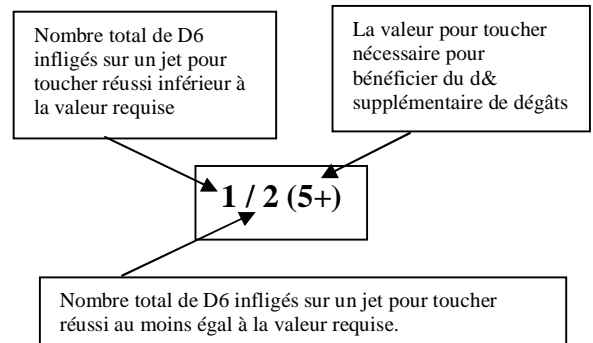 Nombre total de D6
infligés sur un jet pour
toucher réussi inférieur à
la valeur requise
La valeur pour toucher
nécessaire pour
bénéficier du d&
supplémentaire de dégâts
1 / 2 (5+)
Nombre total de D6 infligés sur un jet pour toucher
réussi au moins égal à la valeur requise.